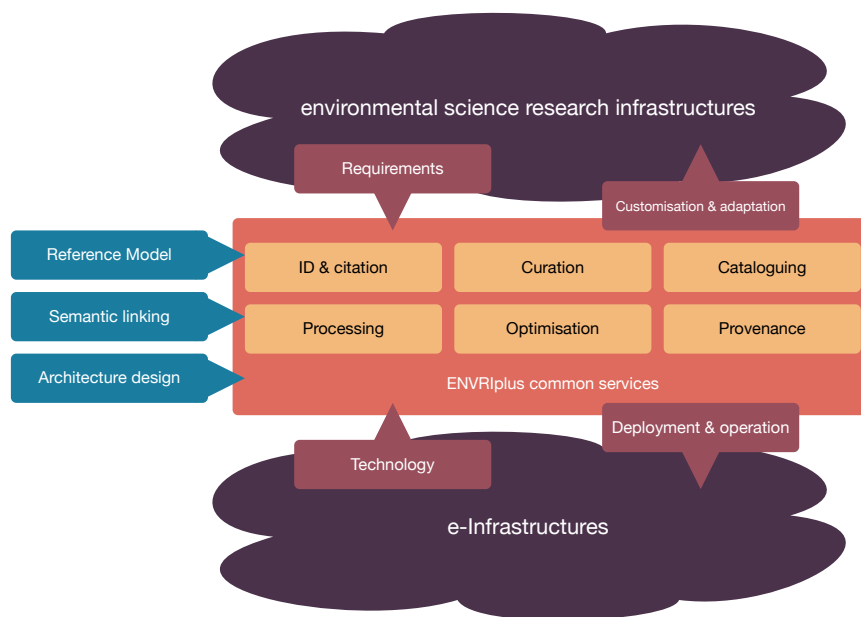 environmental science research infrastructures
Requirements
Customisation & adaptation
Reference Model
ID & citation
Curation
Cataloguing
Semantic linking
Processing
Optimisation
Provenance
Architecture design
ENVRIplus common services
Deployment & operation
Technology
e-Infrastructures